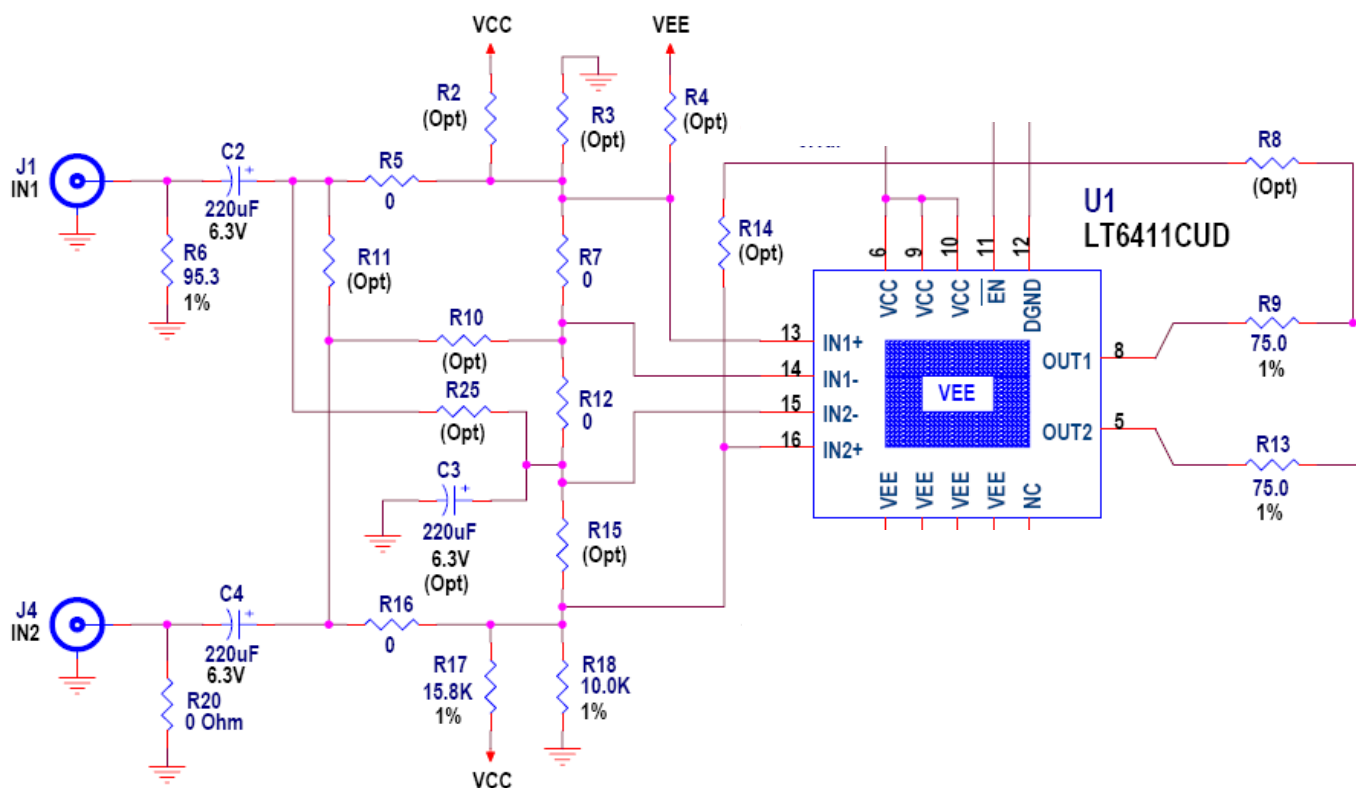 VCC
VEE
R2
(Opt)
R3
(Opt)
R4
(Opt)
R8
(Opt)
J1
IN1
C2
+
220uF
6.3V
R5
0
R6
95.3
1%
R11
(Opt)
R7
0
R14
(Opt)
U1
LT6411CUD
6
9
10
11
12
VCC
VCC
VCC
EN
DGND
R10
(Opt)
13
IN1+
14
IN1-
15
IN2-
16
IN2+
VEE
OUT1
8
OUT2
5
R9
75.0
1%
R25
(Opt)
R12
0
R13
75.0
1%
C3
+
220uF
6.3V
(Opt)
VEE
VEE
VEE
VEE
NC
R15
(Opt)
J4
IN2
C4
+
220uF
6.3V
R16
0
R20
0 Ohm
R17
15.8K
1%
R18
10.0K
1%
VCC